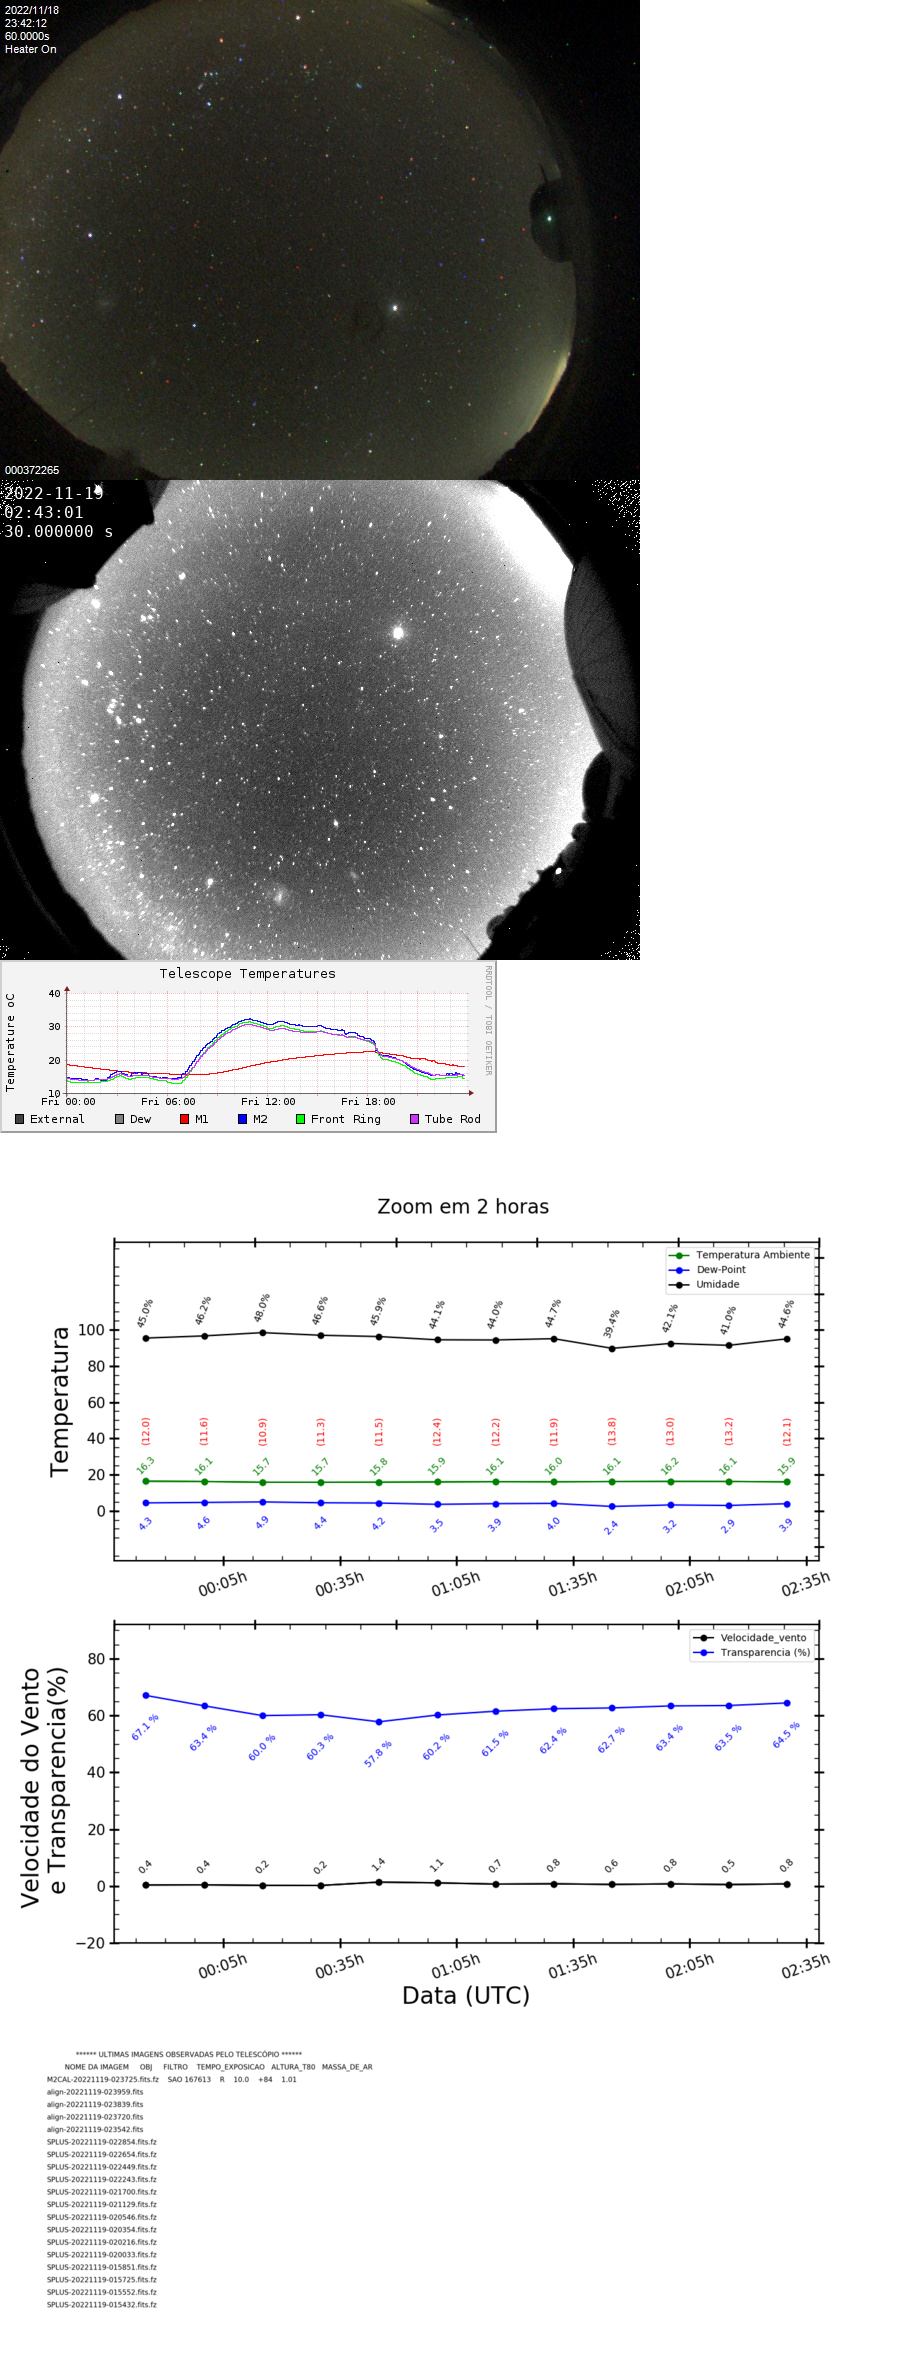 2022/11/18
23:42:12
60.0000s
Heater On
000372265
2022-11-19
02:43:01
30.000000 s
Telescope Temperatures
RRDTOOL / TOBI OETIKER
Temperature oC
40
30
20
10
Fri 00:00 Fri 06:00 Fri 12:00 Fri 18:00
External Dew M1 M2 Front Ring Tube Rod
Zoom em 2 horas
Temperatura Ambiente
Dew-Point
Umidade
Temperatura
100
80
60
40
20
0
45.0% 46.2% 48.0% 46.6% 45.9% 44.1% 44.0% 44.7% 39.4% 42.1% 41.0% 44.6%
(12.0) (11.6) (10.9) (11.3) (11.5) (12.4) (12.2) (11.9) (13.8) (13.0) (13.2) (12.1)
16.3 16.1 15.7 15.7 15.8 15.9 16.1 16.0 16.1 16.2 16.1 15.9
4.3 4.6 4.9 4.4 4.2 3.5 3.9 4.0 2.4 3.2 2.9 3.9
00:05h 00:35h 01:05h 01:35h 02:05h 02:35h
Velocidade_vento
Transparencia (%)
Velocidade do Vento
e Transparencia(%)
80
60
40
20
0
−20
67.1 % 63.4 % 60.0 % 60.3 % 57.8 % 60.2 % 61.5 % 62.4 % 62.7 % 63.4 % 63.5 % 64.5 %
0.4 0.4 0.2 0.2 1.4 1.1 0.7 0.8 0.6 0.8 0.5 0.8
00:05h 00:35h 01:05h 01:35h 02:05h 02:35h
Data (UTC)
****** ULTIMAS IMAGENS OBSERVADAS PELO TELESCÓPIO ******
NOME DA IMAGEM OBJ FILTRO TEMPO_EXPOSICAO ALTURA_T80 MASSA_DE_AR
M2CAL-20221119-023725.fits.fz SAO 167613 R 10.0 +84 1.01
align-20221119-023959.fits
align-20221119-023839.fits
align-20221119-023720.fits
align-20221119-023542.fits
SPLUS-20221119-022854.fits.fz
SPLUS-20221119-022654.fits.fz
SPLUS-20221119-022449.fits.fz
SPLUS-20221119-022243.fits.fz
SPLUS-20221119-021700.fits.fz
SPLUS-20221119-021129.fits.fz
SPLUS-20221119-020546.fits.fz
SPLUS-20221119-020354.fits.fz
SPLUS-20221119-020216.fits.fz
SPLUS-20221119-020033.fits.fz
SPLUS-20221119-015851.fits.fz
SPLUS-20221119-015725.fits.fz
SPLUS-20221119-015552.fits.fz
SPLUS-20221119-015432.fits.fz